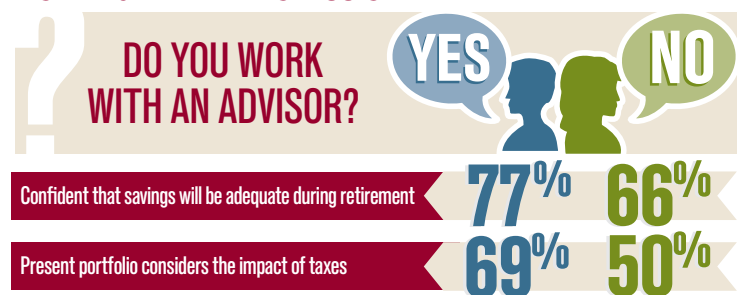 DO YOU WORK
WITH AN ADVISOR?
YES
NO
Confident that savings will be adequate during retirement
77%
66%
Present portfolio considers the impact of taxes
69%
50%